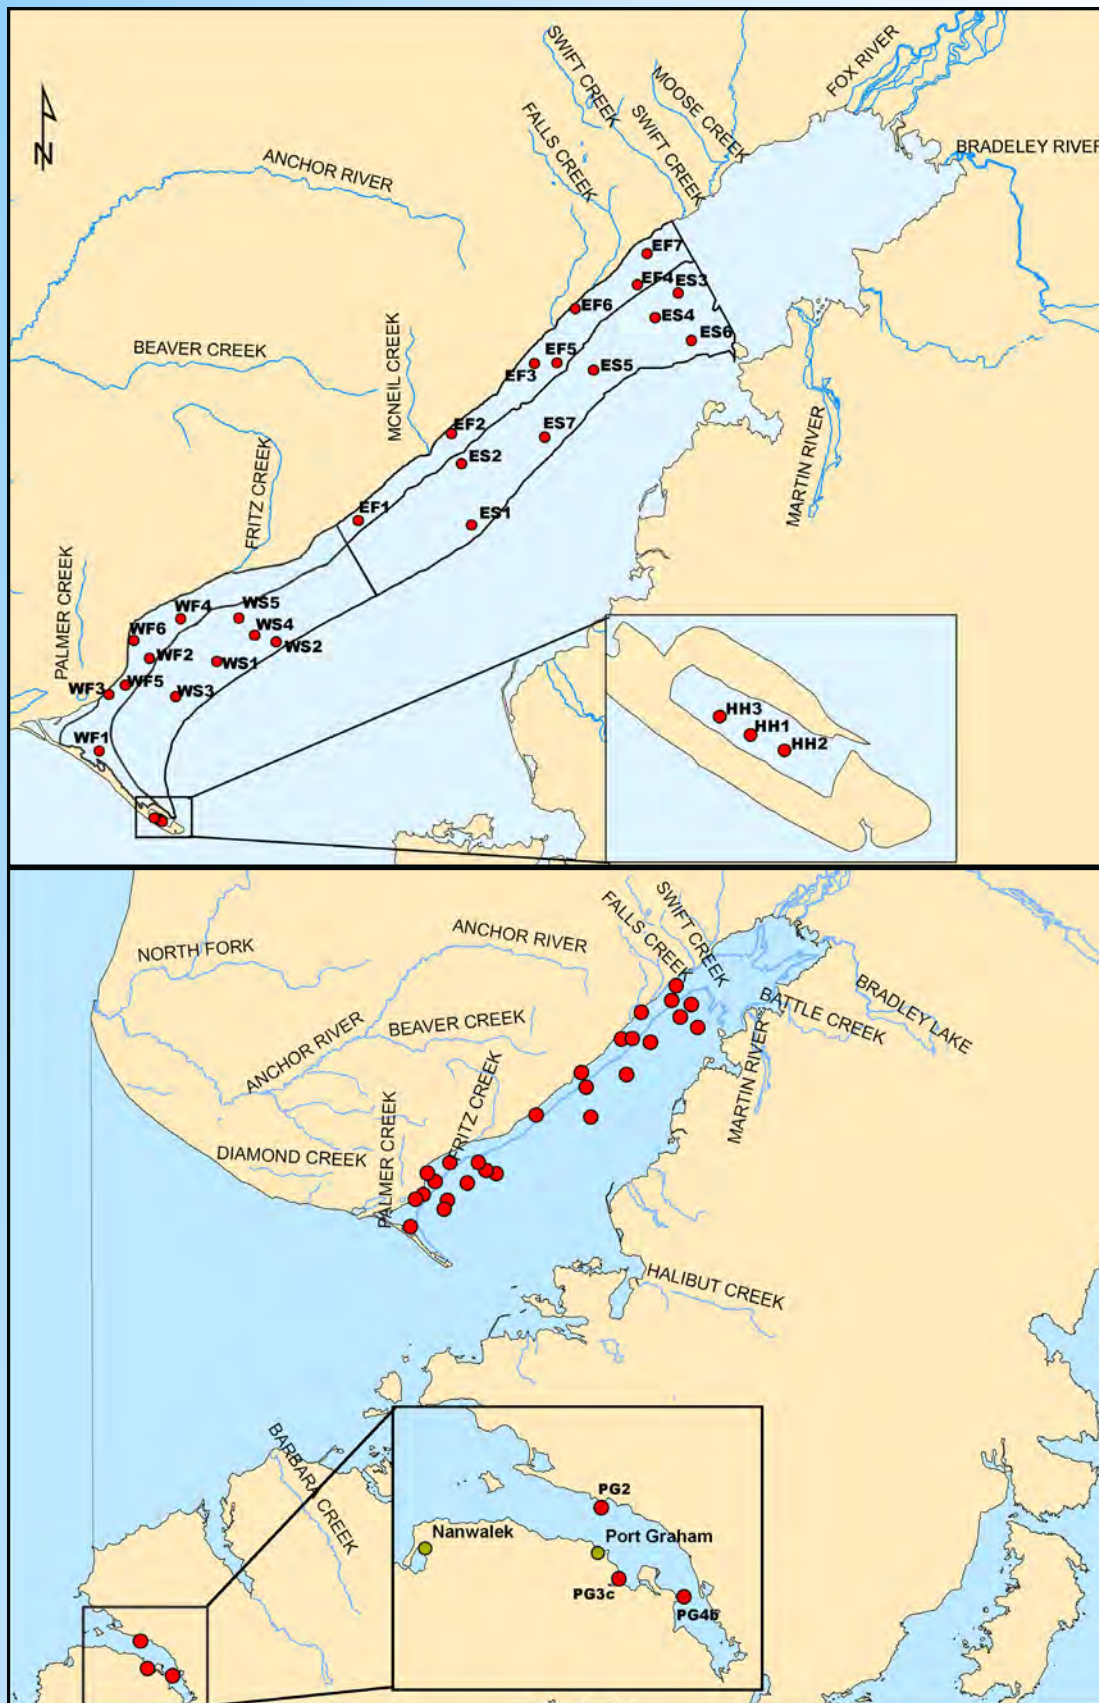 FOX RIVER
SWIFT CREEK
MOOSE CREEK
SWIFT CREEK
FALLS CREEK
BRADELEY RIVER
ANCHOR RIVER
N
EF7
EF4
ES3
EF6
ES4
ES6
MCNEIL CREEK
BEAVER CREEK
EF5
EF3
ES5
MARTIN RIVER
EF2
ES7
ES2
FRITZ CREEK
EF1
ES1
PALMER CREEK
WF4
WS5
WF6
WS4
WS2
WF2
WS1
WF3
WF5
WS3
WF1
HH3
HH1
HH2
SWIFT CREEK
FALLS CREEK
ANCHOR RIVER
NORTH FORK
BATTLE CREEK
BRADLEY LAKE
ANCHOR RIVER
BEAVER CREEK
MARTIN RIVER
FRITZ CREEK
DIAMOND CREEK
PALMER CREEK
HALIBUT CREEK
BARBARA CREEK
PG2
Nanwalek
Port Graham
PG3c
PG4b